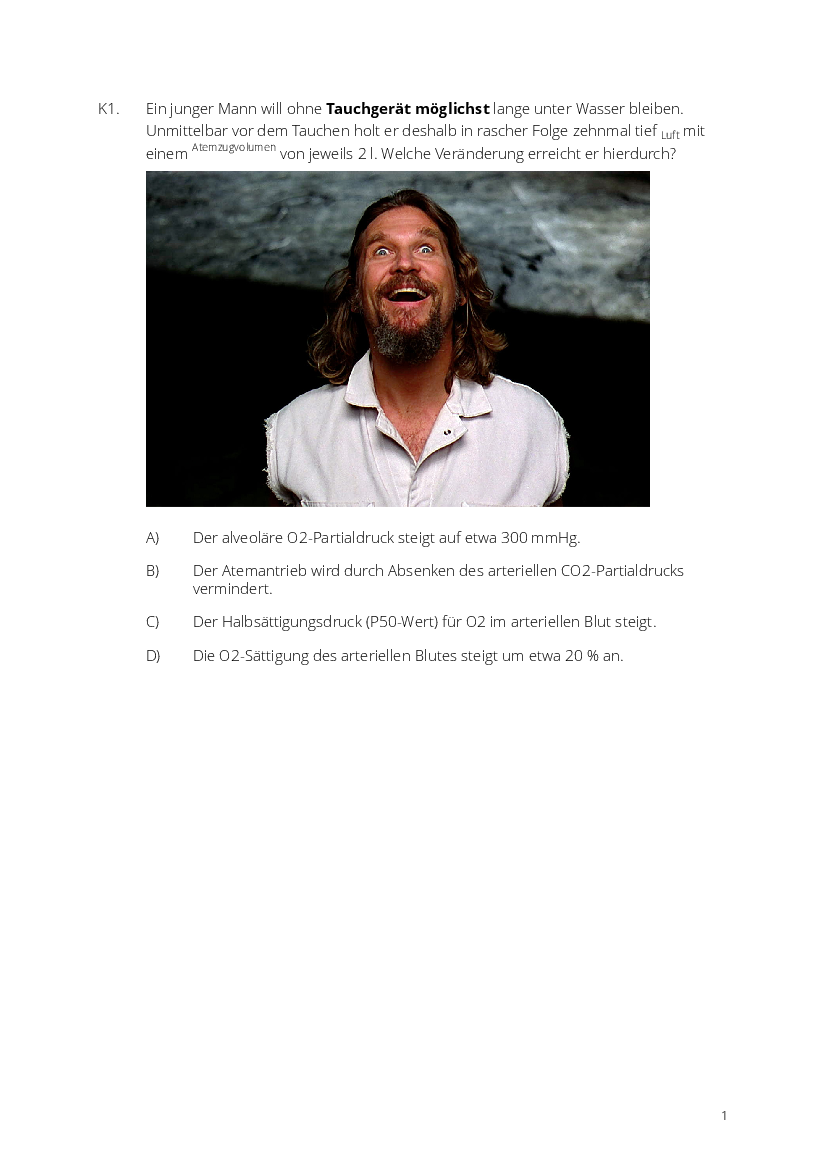 K1. Ein junger Mann will ohne Tauchgerät möglichst lange unter Wasser bleiben.
Unmittelbar vor dem Tauchen holt er deshalb in rascher Folge zehnmal tief Luft mit
einem Atemzugvolumen von jeweils 2 l. Welche Veränderung erreicht er hierdurch?
A) Der alveoläre O2-Partialdruck steigt auf etwa 300 mmHg.
B) Der Atemantrieb wird durch Absenken des arteriellen CO2-Partialdrucks
vermindert.
C) Der Halbsättigungsdruck (P50-Wert) für O2 im arteriellen Blut steigt.
D) Die O2-Sättigung des arteriellen Blutes steigt um etwa 20 % an.
1